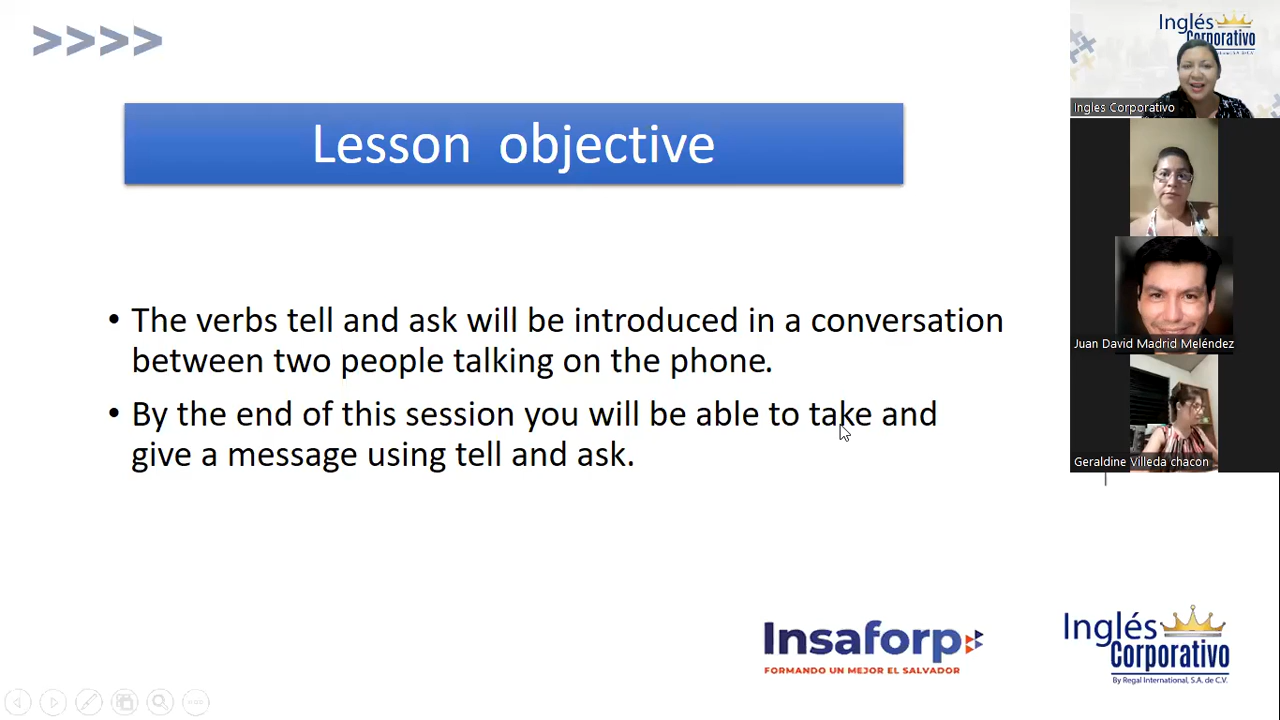 >>>>
Lesson objective
• The verbs tell and ask will be introduced in a conversation
between two people talking on the phone.
• By the end of this session you will be able to take and
give a message using tell and ask.
Insaforp
FORMANDO UN MEJOR EL SALVADOR
Inglés
Corporativo
By Regal International, S.A. de C.V.
Inglés
Corporativo
Ingles Corporativo
Juan David Madrid Meléndez
Geraldine Villeda chacon